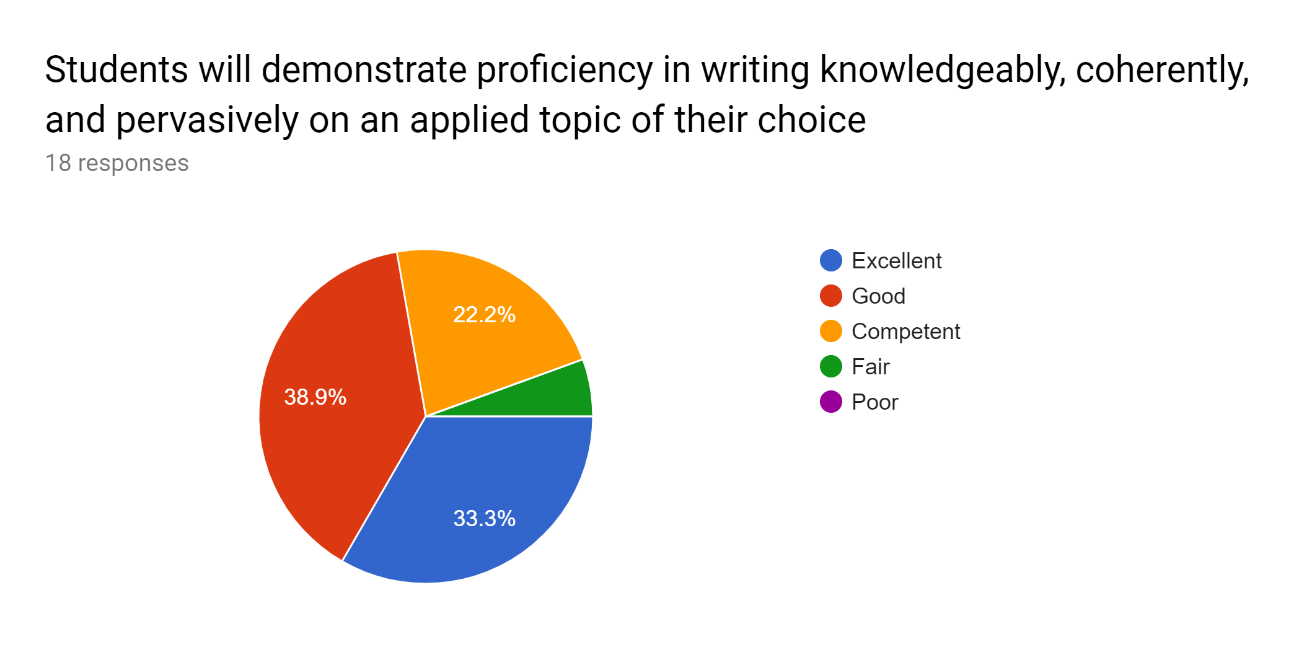 Students will demonstrate proficiency in writing knowledgeably, coherently,
and pervasively on an applied topic of their choice
18 responses
Excellent
Good
Competent
Fair
Poor
22.2%
38.9%
33.3%